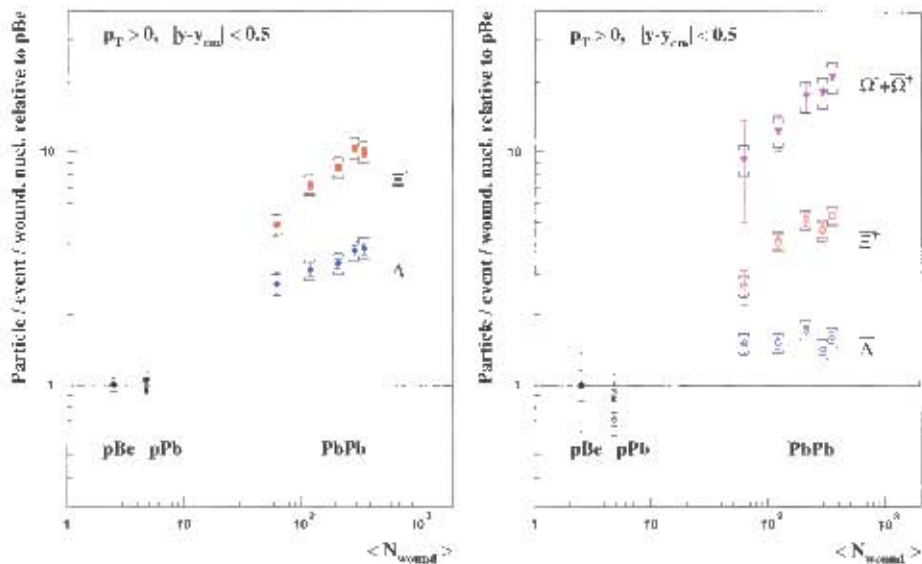 Particle / event / wound. nucl. relative to pBe
p_T > 0, |y-y_cm| < 0.5
10
1
Ξ⁻
Λ
pBe pPb PbPb
1 10 10² 10³
< N_wound >
Particle / event / wound. nucl. relative to pBe
p_T > 0, |y-y_cm| < 0.5
10
1
Ω⁻+Ω̅⁺
Ξ̅⁺
Λ̅
pBe pPb PbPb
1 10
< N_wound >